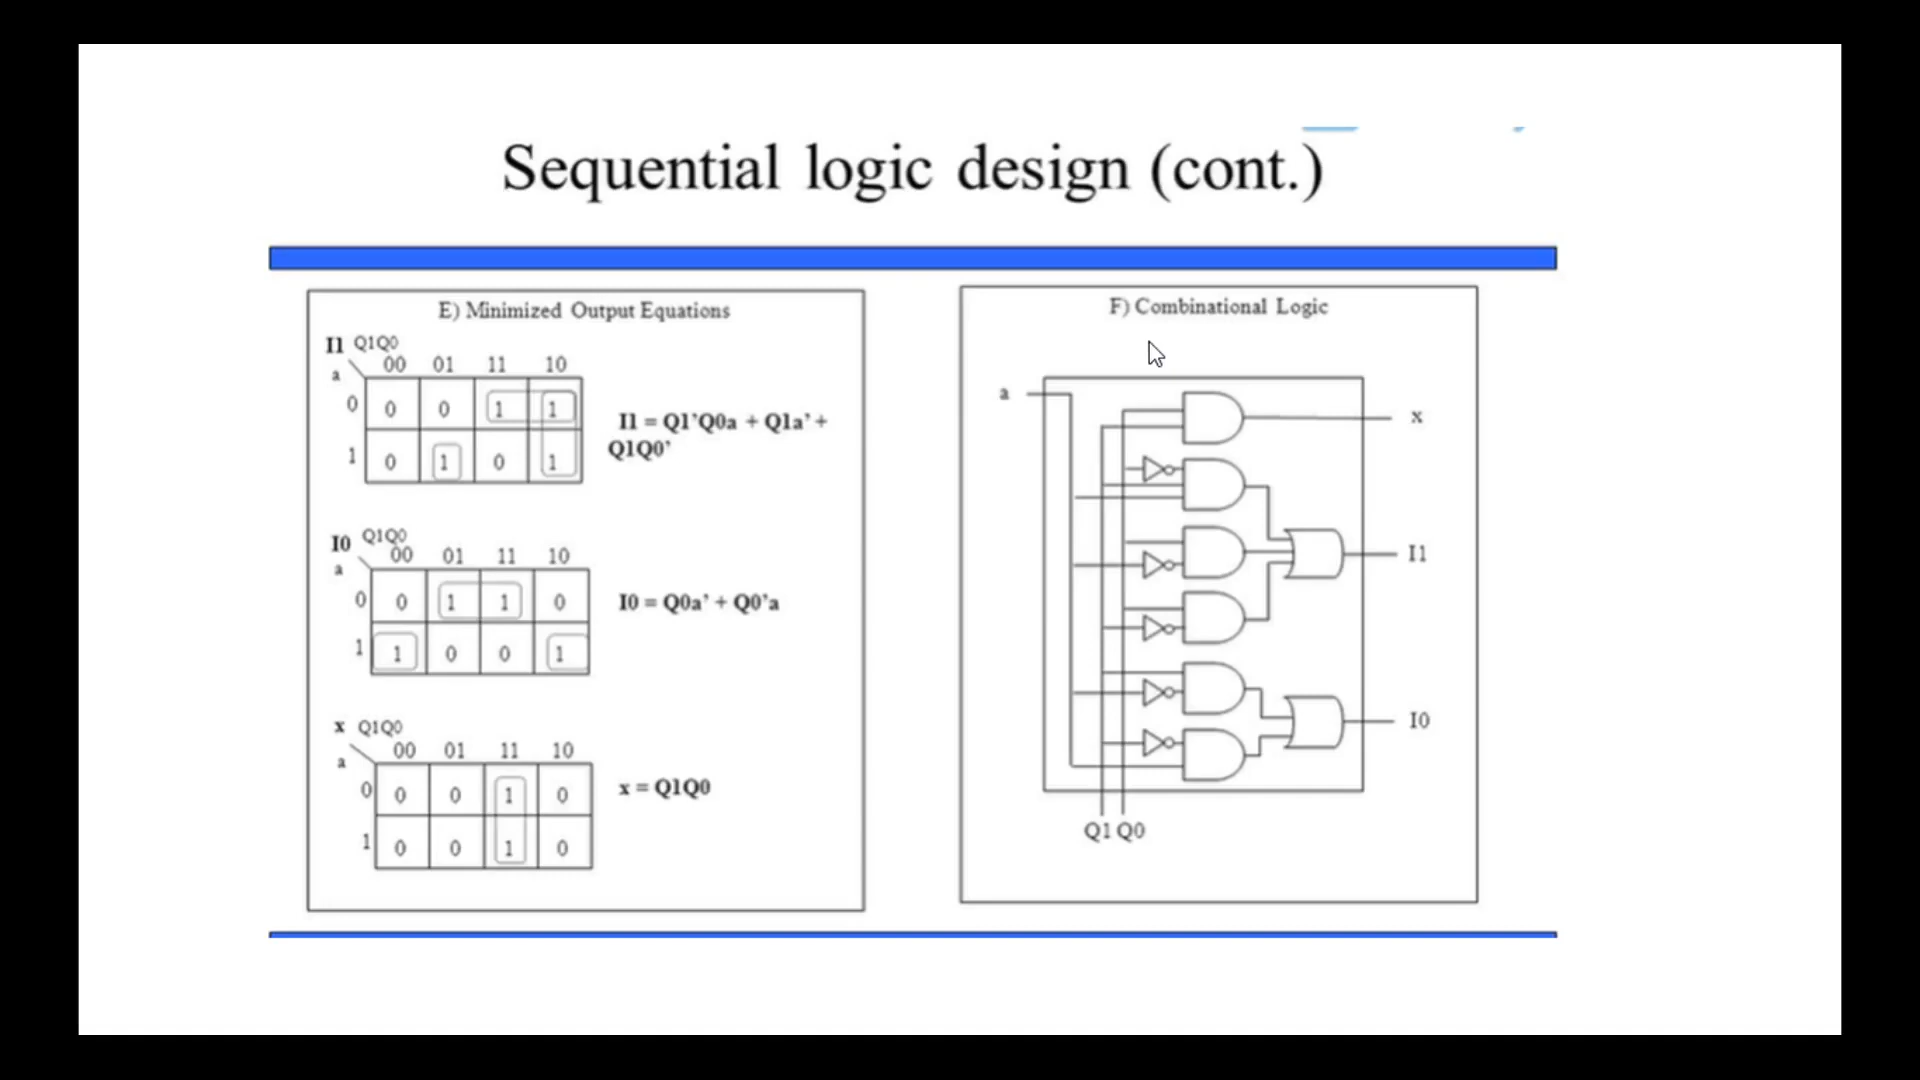 Sequential logic design (cont.)
E) Minimized Output Equations
I1 Q1Q0
00 01 11 10
a
0 0 0 1 1
1 0 1 0 1
I1 = Q1’Q0a + Q1a’ +
Q1Q0’
I0 Q1Q0
00 01 11 10
a
0 0 1 1 0
1 1 0 0 1
I0 = Q0a’ + Q0’a
x Q1Q0
00 01 11 10
a
0 0 0 1 0
1 0 0 1 0
x = Q1Q0
F) Combinational Logic
a
x
I1
I0
Q1 Q0